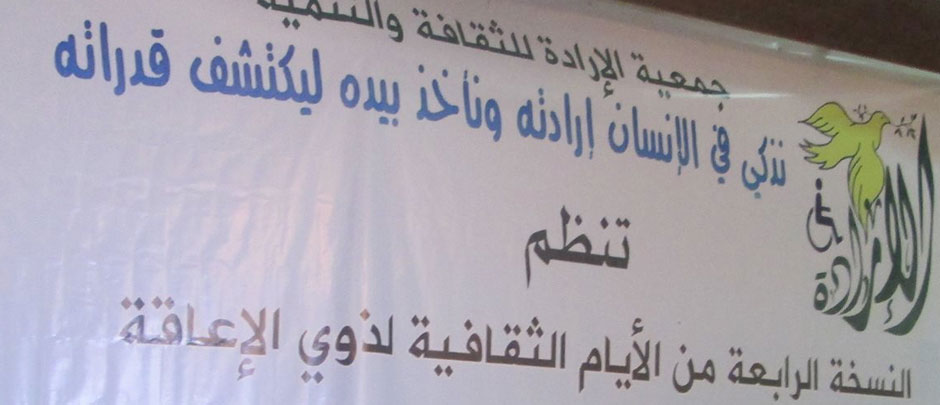 جمعية الإرادة للثقافة والتنمية
نذكي في الإنسان إرادته ونأخذ بيده ليكتشف قدراته
الإرادة
تنظم
النسخة الرابعة من الأيام الثقافية لذوي الإعاقة